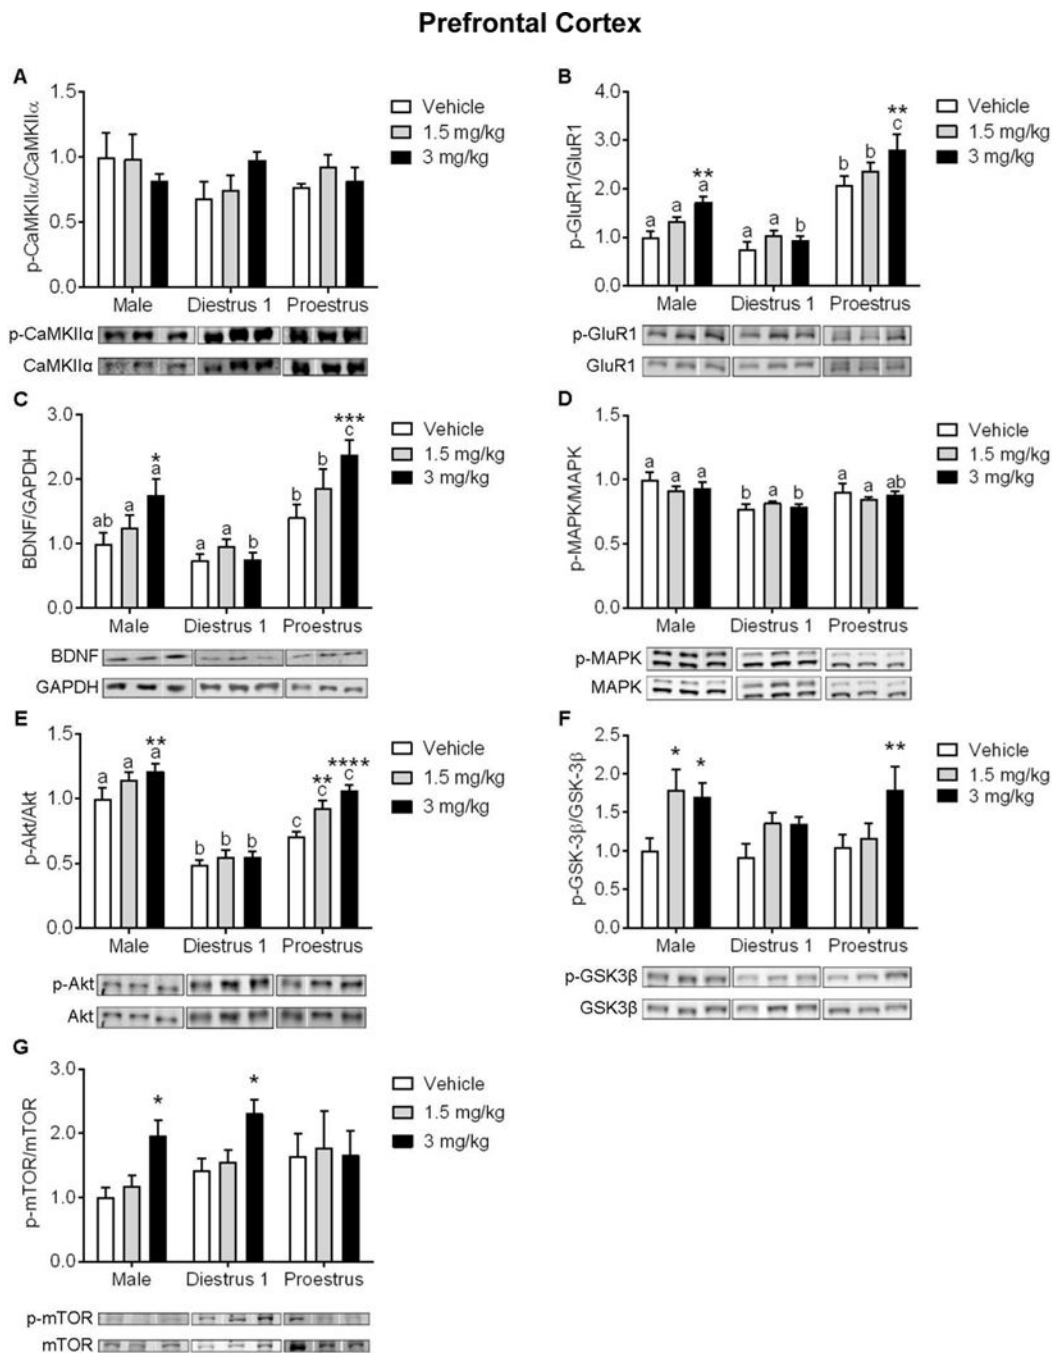 Prefrontal Cortex
A
p-CaMKIIα/CaMKIIα
1.5
1.0
0.5
0.0
Vehicle
1.5 mg/kg
3 mg/kg
Male Diestrus 1 Proestrus
p-CaMKIIα
CaMKIIα
B
p-GluR1/GluR1
4.0
3.0
2.0
1.0
0.0
a a ** a
a a b
b b ** c
Vehicle
1.5 mg/kg
3 mg/kg
Male Diestrus 1 Proestrus
p-GluR1
GluR1
C
BDNF/GAPDH
3.0
2.0
1.0
0.0
ab a * a
a a b
b b *** c
Vehicle
1.5 mg/kg
3 mg/kg
Male Diestrus 1 Proestrus
BDNF
GAPDH
D
p-MAPK/MAPK
1.5
1.0
0.5
0.0
a a a
b a b
a a ab
Vehicle
1.5 mg/kg
3 mg/kg
Male Diestrus 1 Proestrus
p-MAPK
MAPK
E
p-Akt/Akt
1.5
1.0
0.5
0.0
a a ** a
b b b
c ** c **** c
Vehicle
1.5 mg/kg
3 mg/kg
Male Diestrus 1 Proestrus
p-Akt
Akt
F
p-GSK-3β/GSK-3β
2.5
2.0
1.5
1.0
0.5
0.0
* *
**
Vehicle
1.5 mg/kg
3 mg/kg
Male Diestrus 1 Proestrus
p-GSK3β
GSK3β
G
p-mTOR/mTOR
3.0
2.0
1.0
0.0
*
*
Vehicle
1.5 mg/kg
3 mg/kg
Male Diestrus 1 Proestrus
p-mTOR
mTOR